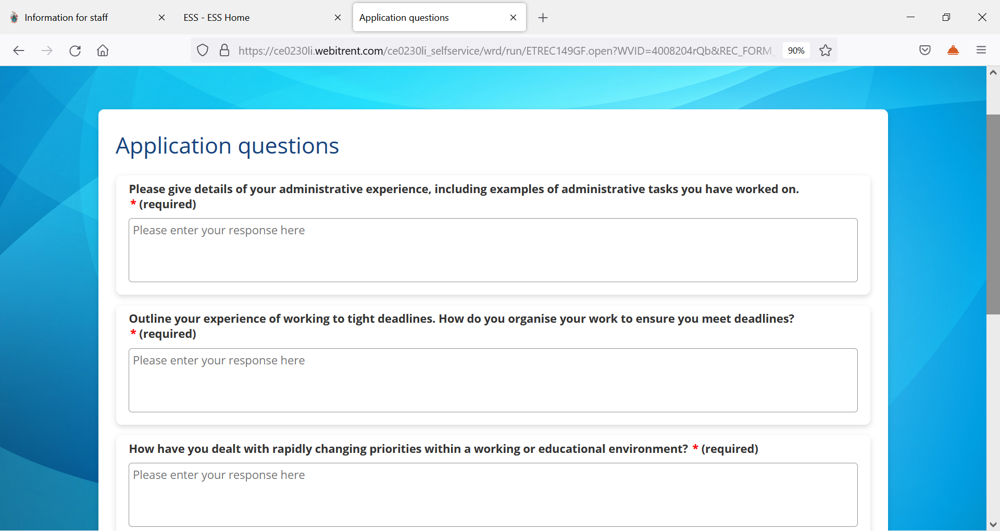 Information for staff
ESS - ESS Home
Application questions
https://ce0230li.webitrent.com/ce0230li_selfservice/wrd/run/ETREC149GF.open?WVID=4008204rQb&REC_FORM_
90%
Application questions
Please give details of your administrative experience, including examples of administrative tasks you have worked on.
* (required)
Please enter your response here
Outline your experience of working to tight deadlines. How do you organise your work to ensure you meet deadlines?
* (required)
Please enter your response here
How have you dealt with rapidly changing priorities within a working or educational environment? * (required)
Please enter your response here